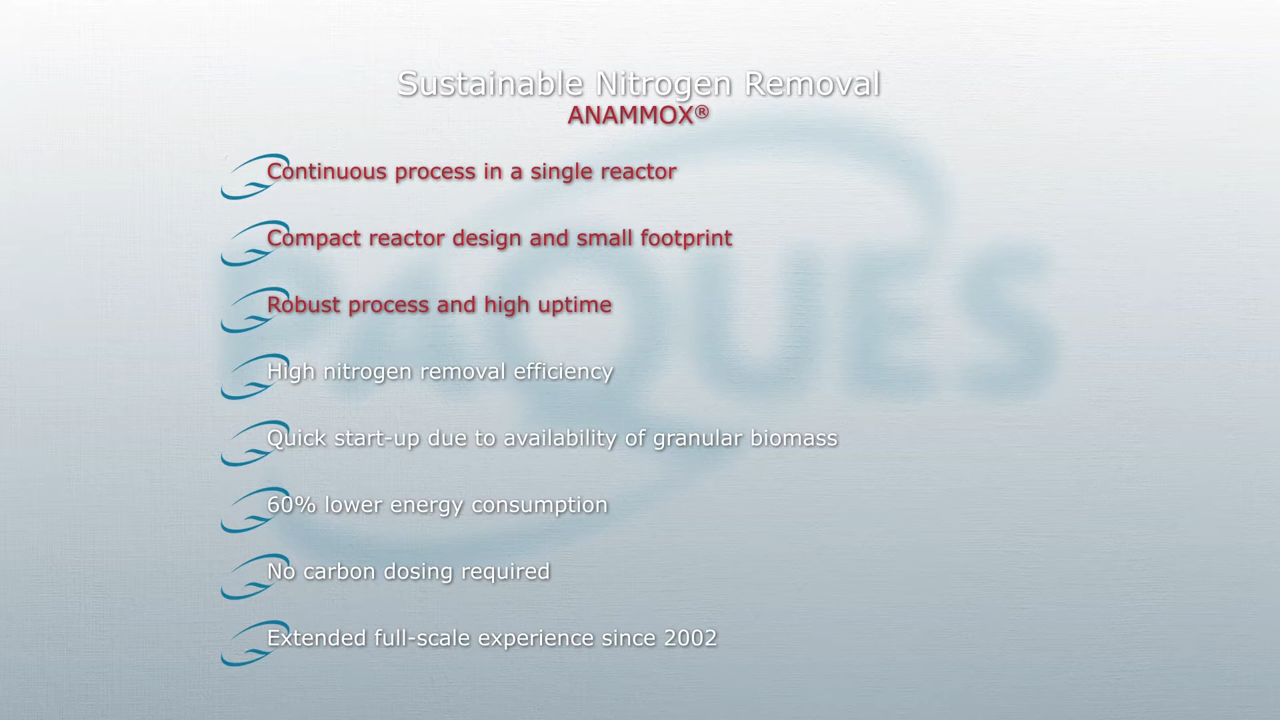 Sustainable Nitrogen Removal
ANAMMOX®
Continuous process in a single reactor
Compact reactor design and small footprint
Robust process and high uptime
PAQUES
High nitrogen removal efficiency
Quick start-up due to availability of granular biomass
60% lower energy consumption
No carbon dosing required
Extended full-scale experience since 2002